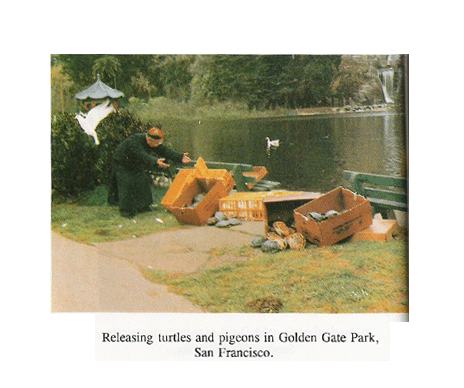 Releasing turtles and pigeons in Golden Gate Park,
San Francisco.